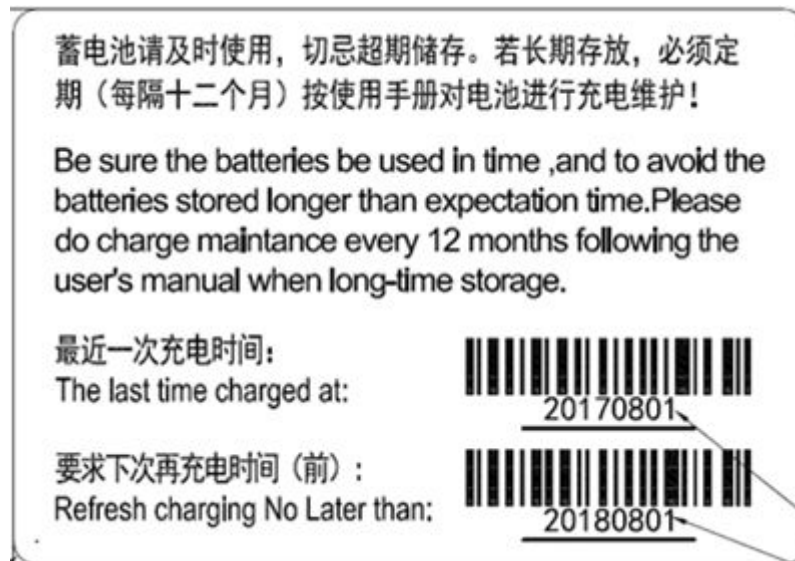 蓄电池请及时使用，切忌超期储存。若长期存放，必须定
期（每隔十二个月）按使用手册对电池进行充电维护！
Be sure the batteries be used in time ,and to avoid the
batteries stored longer than expectation time.Please
do charge maintance every 12 months following the
user's manual when long-time storage.
最近一次充电时间：
The last time charged at:
20170801
要求下次再充电时间（前）：
Refresh charging No Later than:
20180801